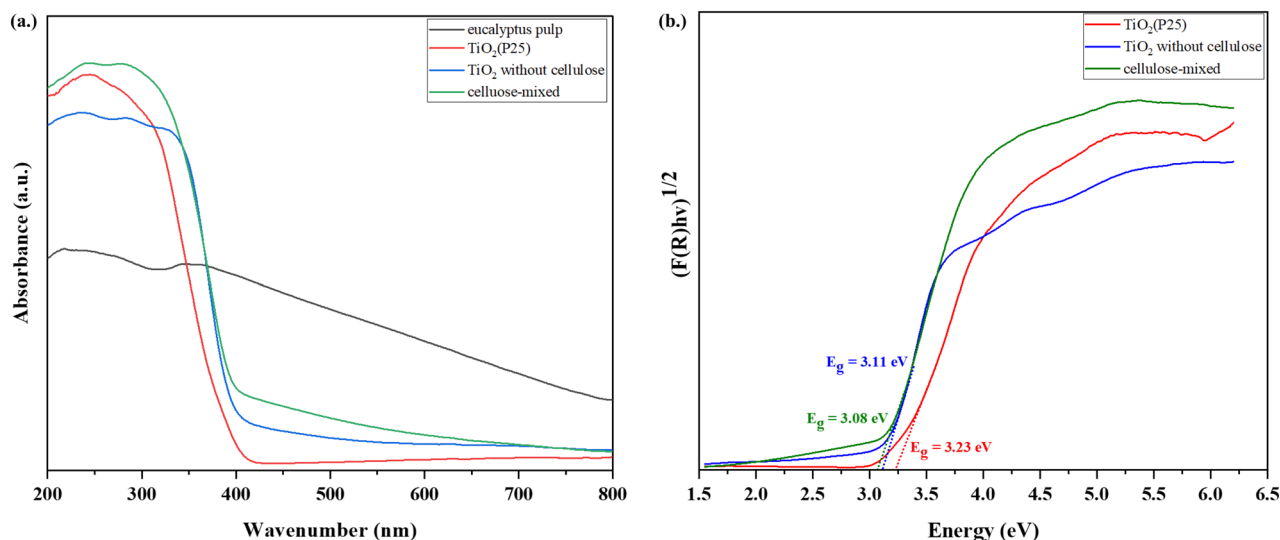 (a.)
eucalyptus pulp
TiO2(P25)
TiO2 without cellulose
celluose-mixed
Absorbance (a.u.)
200 300 400 500 600 700 800
Wavenumber (nm)
(b.)
TiO2(P25)
TiO2 without cellulose
cellulose-mixed
(F(R)hv)1/2
Eg = 3.11 eV
Eg = 3.08 eV
Eg = 3.23 eV
1.5 2.0 2.5 3.0 3.5 4.0 4.5 5.0 5.5 6.0 6.5
Energy (eV)